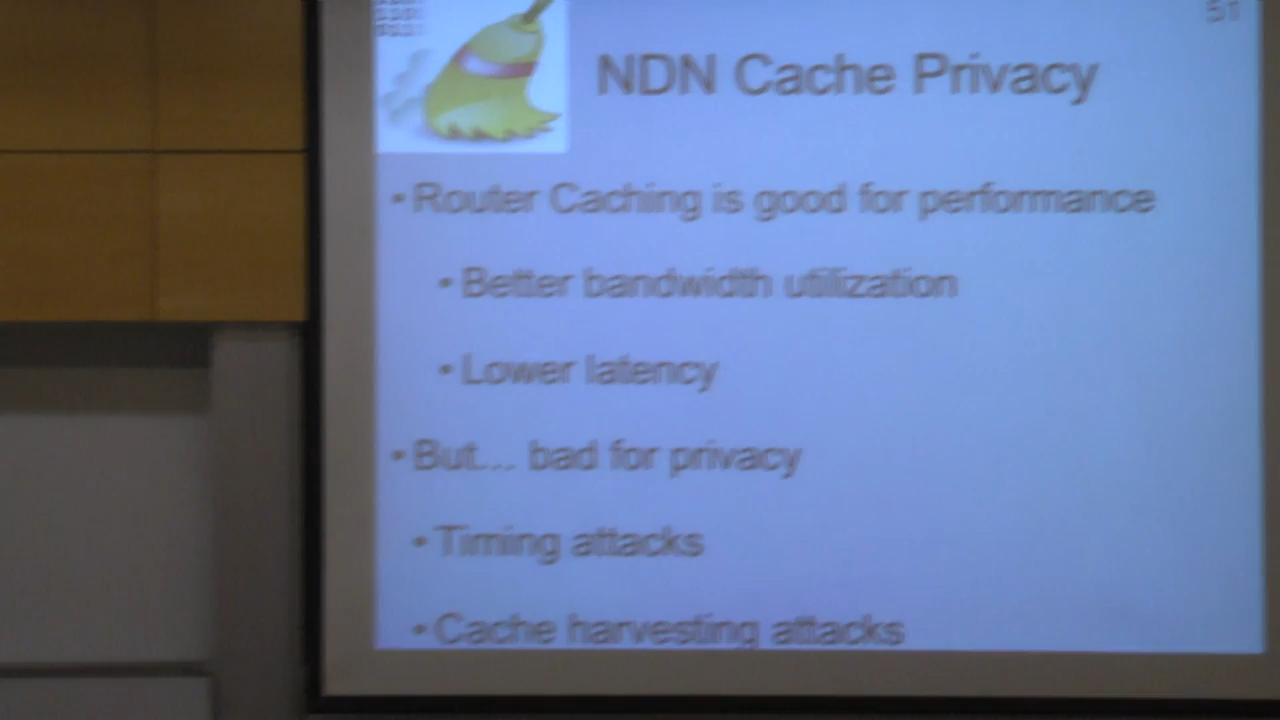 51
NDN Cache Privacy
• Router Caching is good for performance
• Better bandwidth utilization
• Lower latency
• But... bad for privacy
• Timing attacks
• Cache harvesting attacks